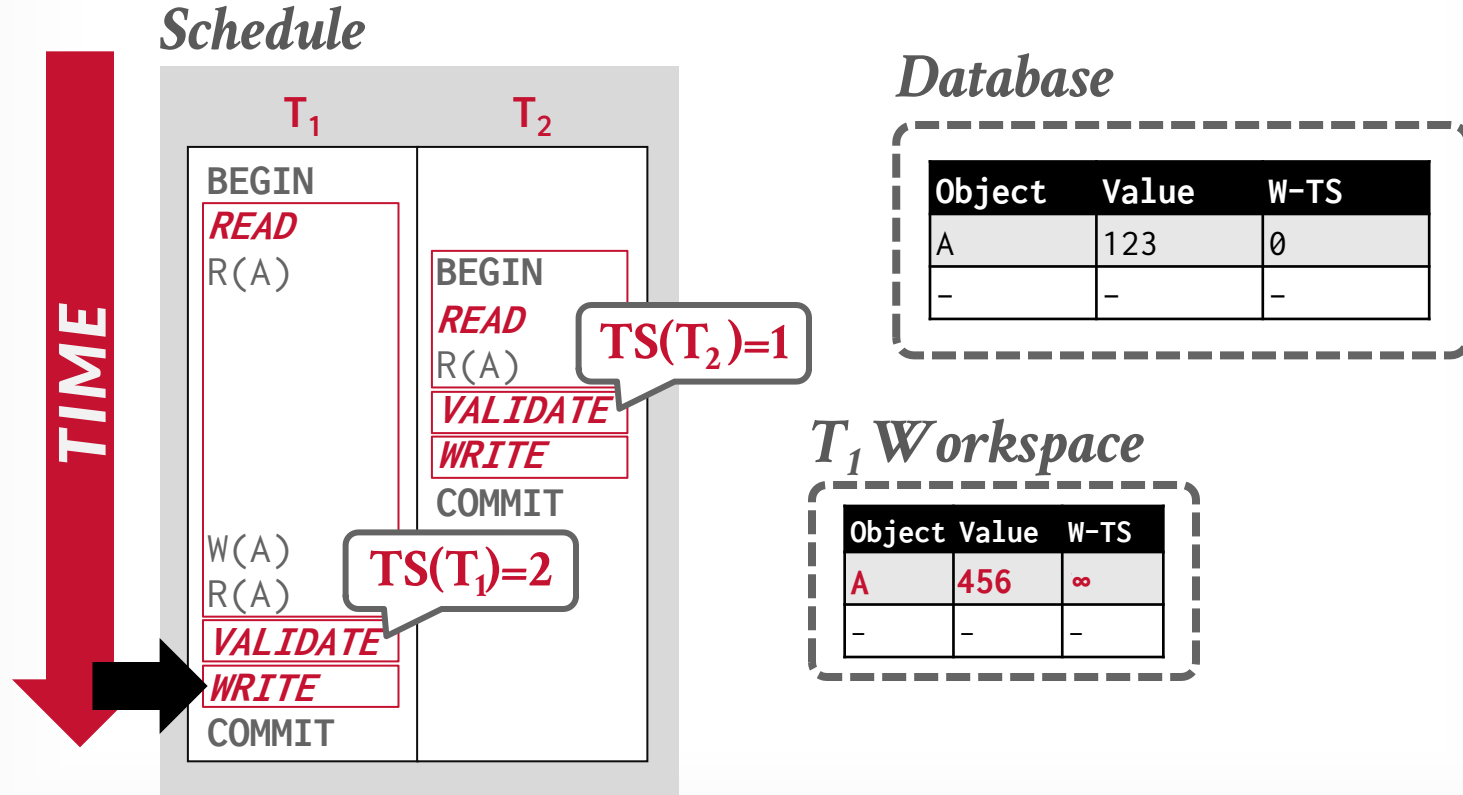 Schedule
TIME
T₁ T₂
BEGIN
READ
R(A) BEGIN
READ
TS(T₂)=1
R(A)
VALIDATE
WRITE
COMMIT
W(A)
TS(T₁)=2
R(A)
VALIDATE
WRITE
COMMIT
Database
Object Value W-TS
A 123 0
- - -
T₁ Workspace
Object Value W-TS
A 456 ∞
- - -